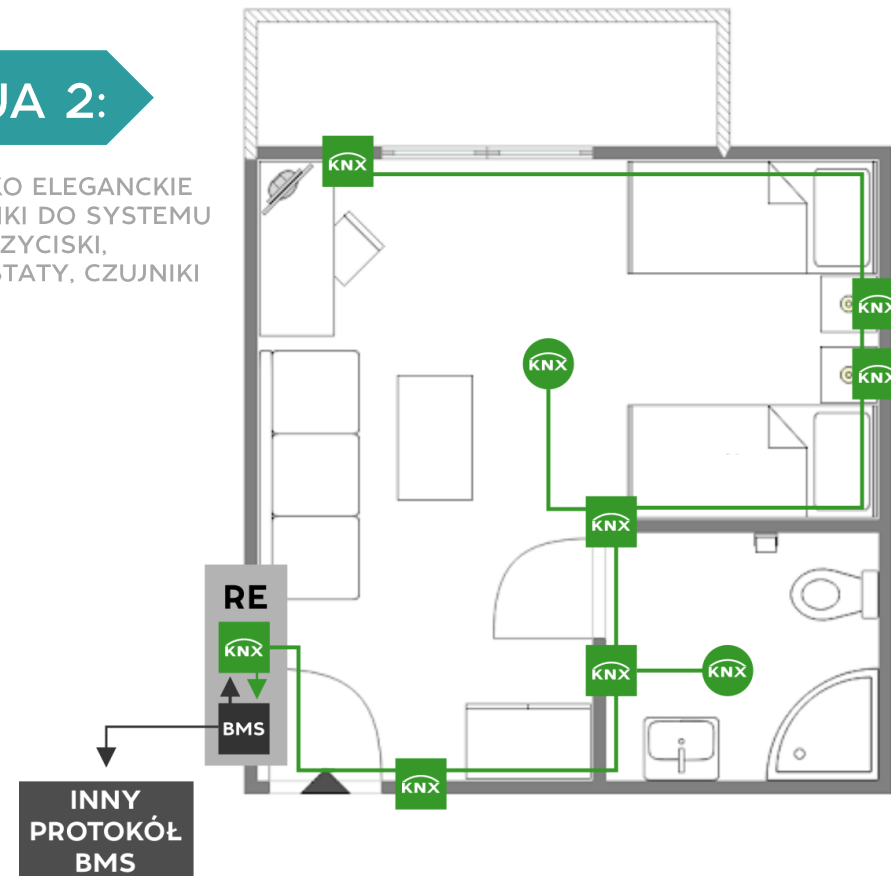 JA 2:
KO ELEGANCKIE
IKI DO SYSTEMU
ZYCISKI,
STATY, CZUJNIKI
KNX
KNX
KNX
KNX
KNX
RE
KNX
KNX
KNX
BMS
KNX
INNY
PROTOKÓŁ
BMS